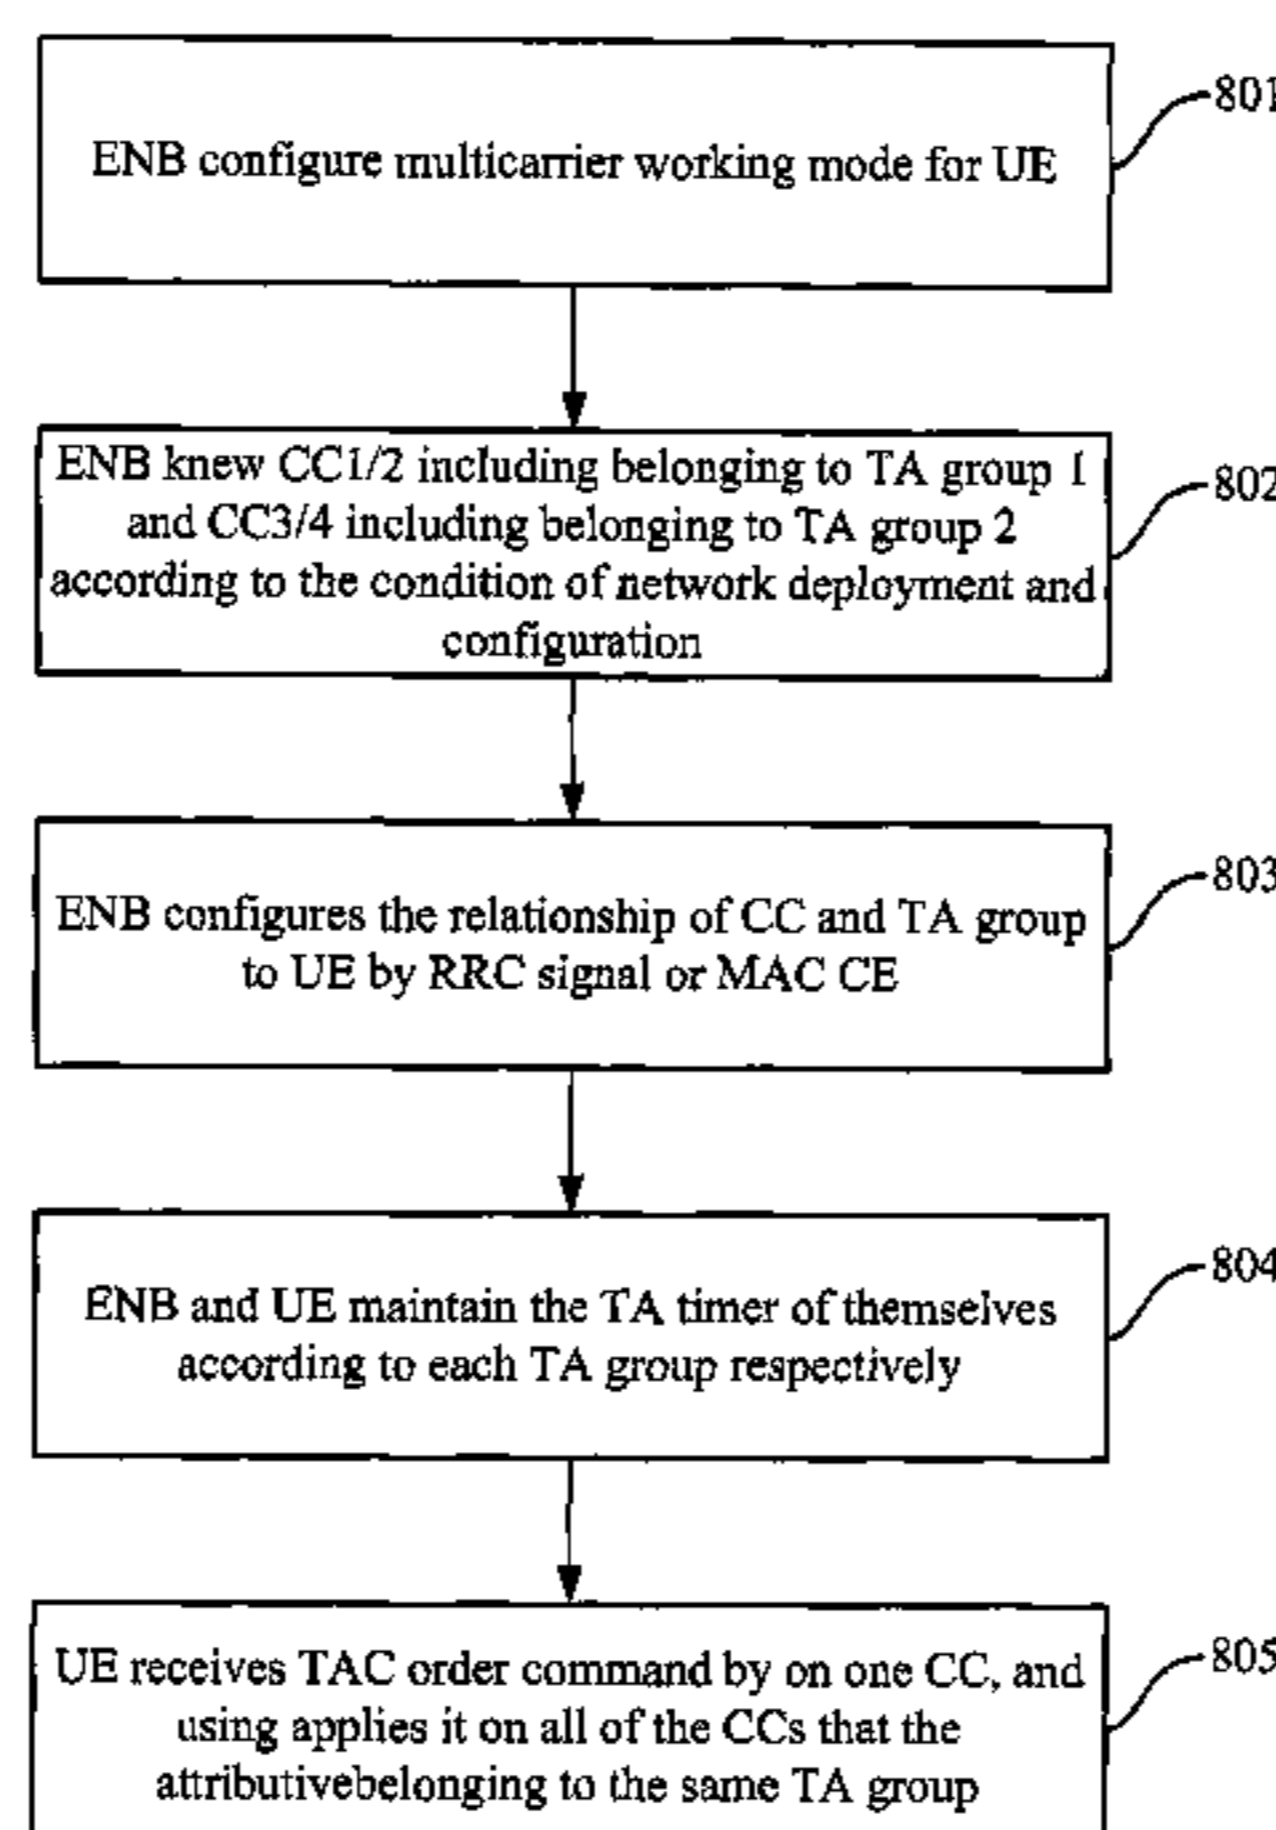 ENB configure multicarrier working mode for UE
801
ENB knew CC1/2 including belonging to TA group 1
and CC3/4 including belonging to TA group 2
according to the condition of network deployment and
configuration
802
ENB configures the relationship of CC and TA group
to UE by RRC signal or MAC CE
803
ENB and UE maintain the TA timer of themselves
according to each TA group respectively
804
UE receives TAC order command by on one CC, and
using applies it on all of the CCs that the
attributivebelonging to the same TA group
805